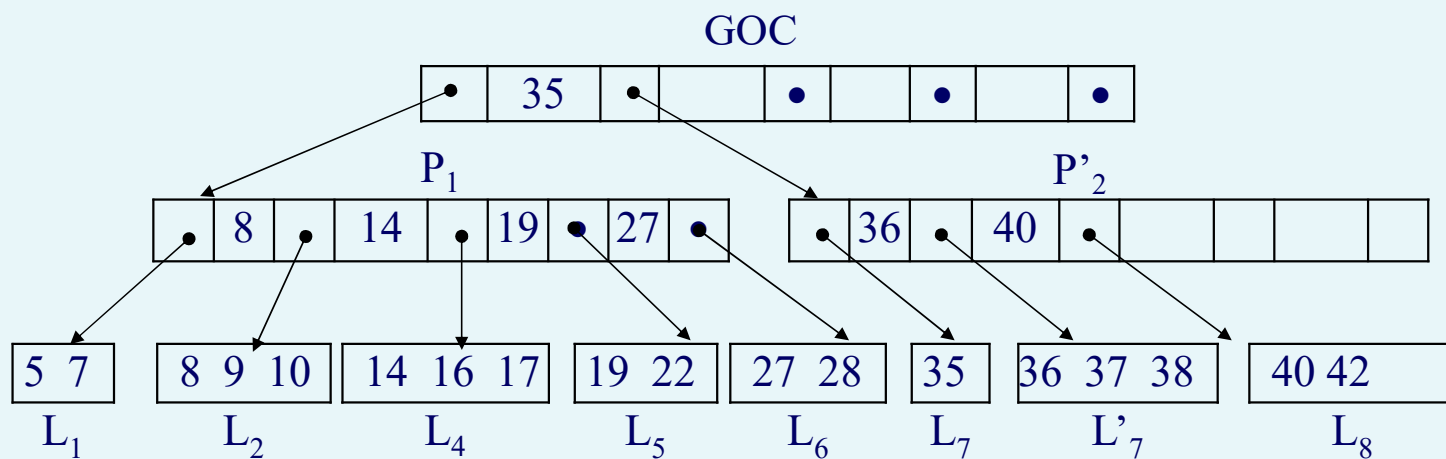 GOC
35
P₁ P’₂
8 14 19 27 36 40
5 7 8 9 10 14 16 17 19 22 27 28 35 36 37 38 40 42
L₁ L₂ L₄ L₅ L₆ L₇ L’₇ L₈